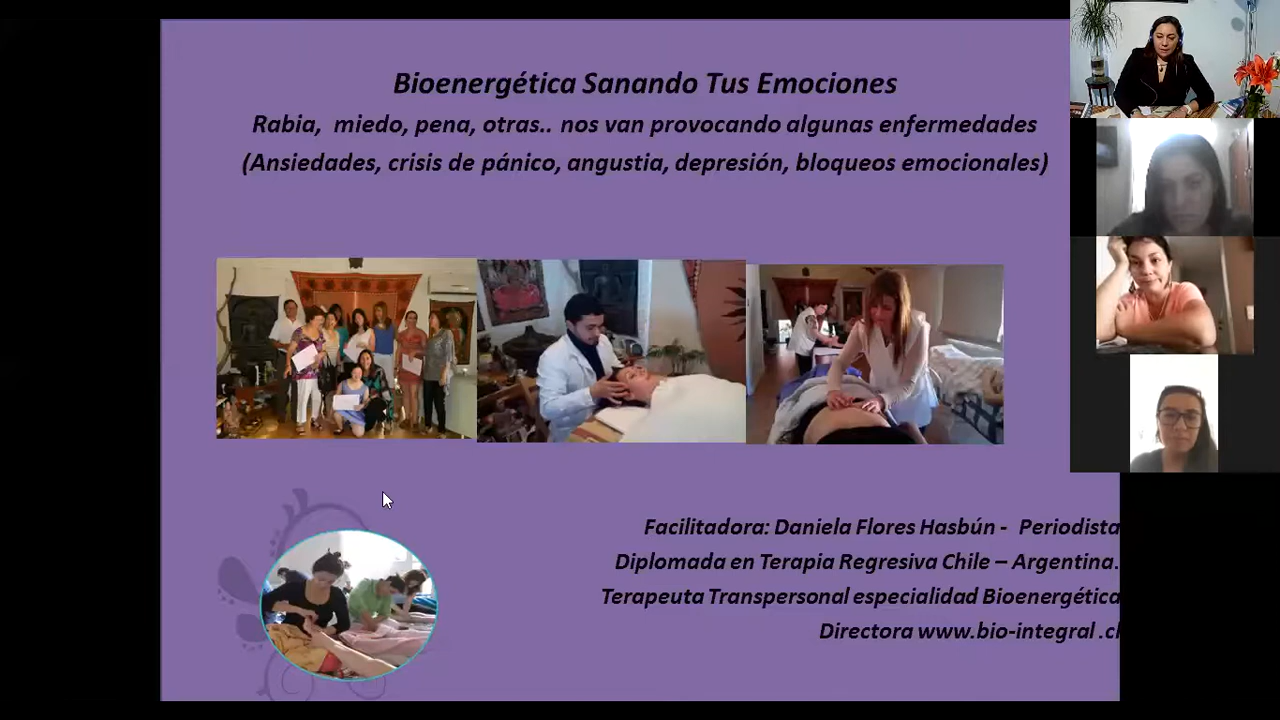 Bioenergética Sanando Tus Emociones
Rabia, miedo, pena, otras.. nos van provocando algunas enfermedades
(Ansiedades, crisis de pánico, angustia, depresión, bloqueos emocionales)
Facilitadora: Daniela Flores Hasbún - Periodista
Diplomada en Terapia Regresiva Chile – Argentina.
Terapeuta Transpersonal especialidad Bioenergética
Directora www.bio-integral .cl